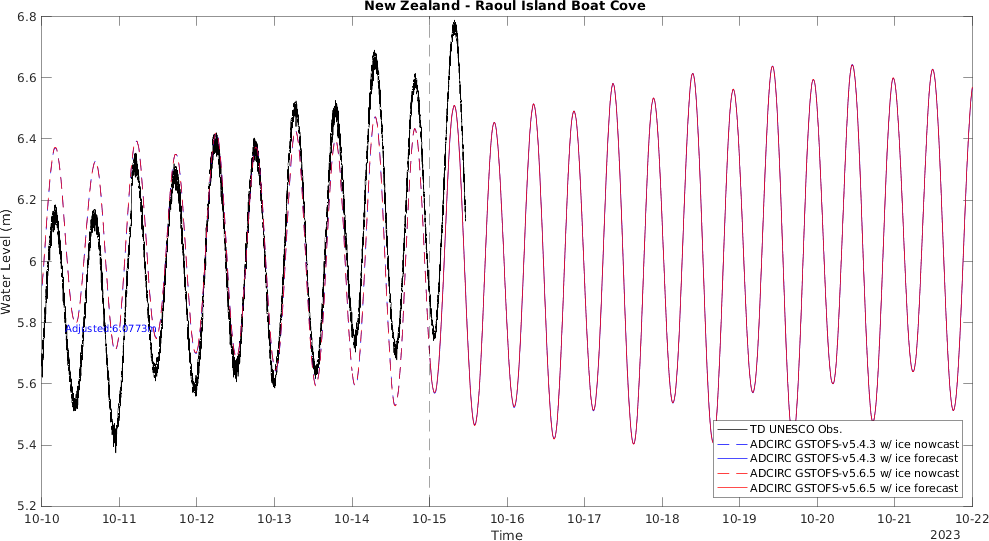 New Zealand - Raoul Island Boat Cove
6.8
6.6
6.4
6.2
6
5.8
5.6
5.4
5.2
Water Level (m)
Adjusted:6.0773m
TD UNESCO Obs.
ADCIRC GSTOFS-v5.4.3 w/ ice nowcast
ADCIRC GSTOFS-v5.4.3 w/ ice forecast
ADCIRC GSTOFS-v5.6.5 w/ ice nowcast
ADCIRC GSTOFS-v5.6.5 w/ ice forecast
10-10 10-11 10-12 10-13 10-14 10-15 10-16 10-17 10-18 10-19 10-20 10-21 10-22
Time
2023